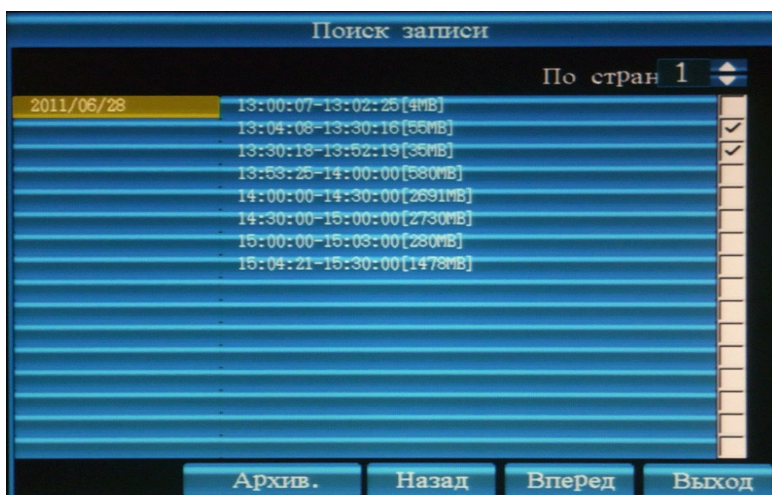 Поиск записи
По стран 1
2011/06/28 13:00:07-13:02:25[4MB]
13:04:08-13:30:16[55MB]
13:30:18-13:52:19[35MB]
13:53:25-14:00:00[580MB]
14:00:00-14:30:00[2691MB]
14:30:00-15:00:00[2730MB]
15:00:00-15:03:00[280MB]
15:04:21-15:30:00[1478MB]
Архив. Назад Вперед Выход